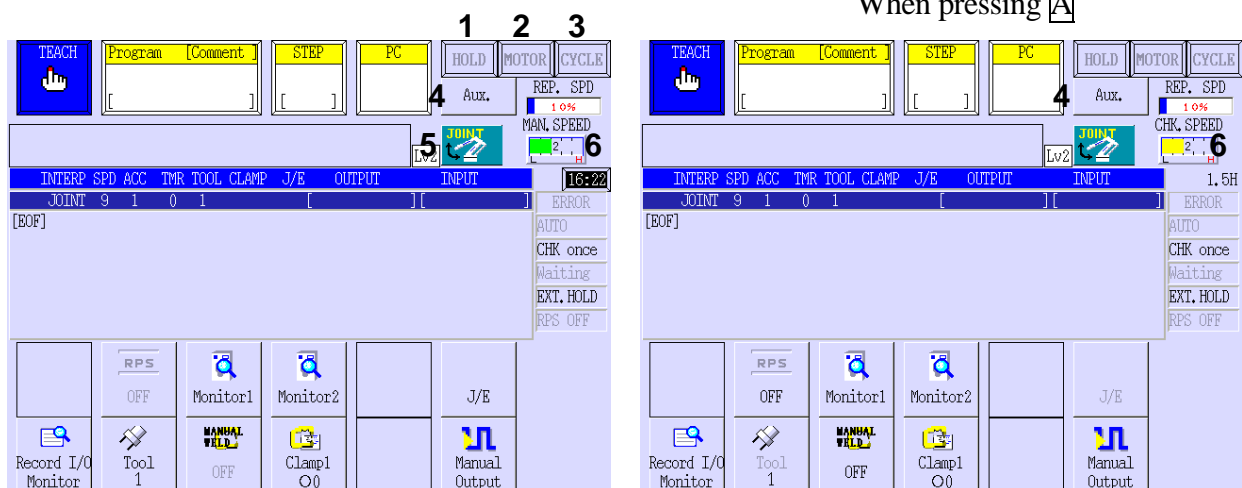 When pressing A
1 2 3
TEACH Program [Comment ] STEP PC HOLD MOTOR CYCLE
[ ] [ ] 4 Aux. REP. SPD
10%
MAN.SPEED
Lv2 5 JOINT 2 6
L H
INTERP SPD ACC TMR TOOL CLAMP J/E OUTPUT INPUT 16:22
JOINT 9 1 0 1 [ ][ ] ERROR
[EOF] AUTO
CHK once
Waiting
EXT.HOLD
RPS OFF
RPS
OFF Monitor1 Monitor2 J/E
MANUAL
WELD
Record I/O Tool OFF Clamp1 Manual
Monitor 1 O0 Output
TEACH Program [Comment ] STEP PC HOLD MOTOR CYCLE
[ ] [ ] 4 Aux. REP. SPD
10%
CHK.SPEED
Lv2 JOINT 2 6
L H
INTERP SPD ACC TMR TOOL CLAMP J/E OUTPUT INPUT 1.5H
JOINT 9 1 0 1 [ ][ ] ERROR
[EOF] AUTO
CHK once
Waiting
EXT.HOLD
RPS OFF
RPS
OFF Monitor1 Monitor2 J/E
MANUAL
WELD
Record I/O Tool OFF Clamp1 Manual
Monitor 1 O0 Output